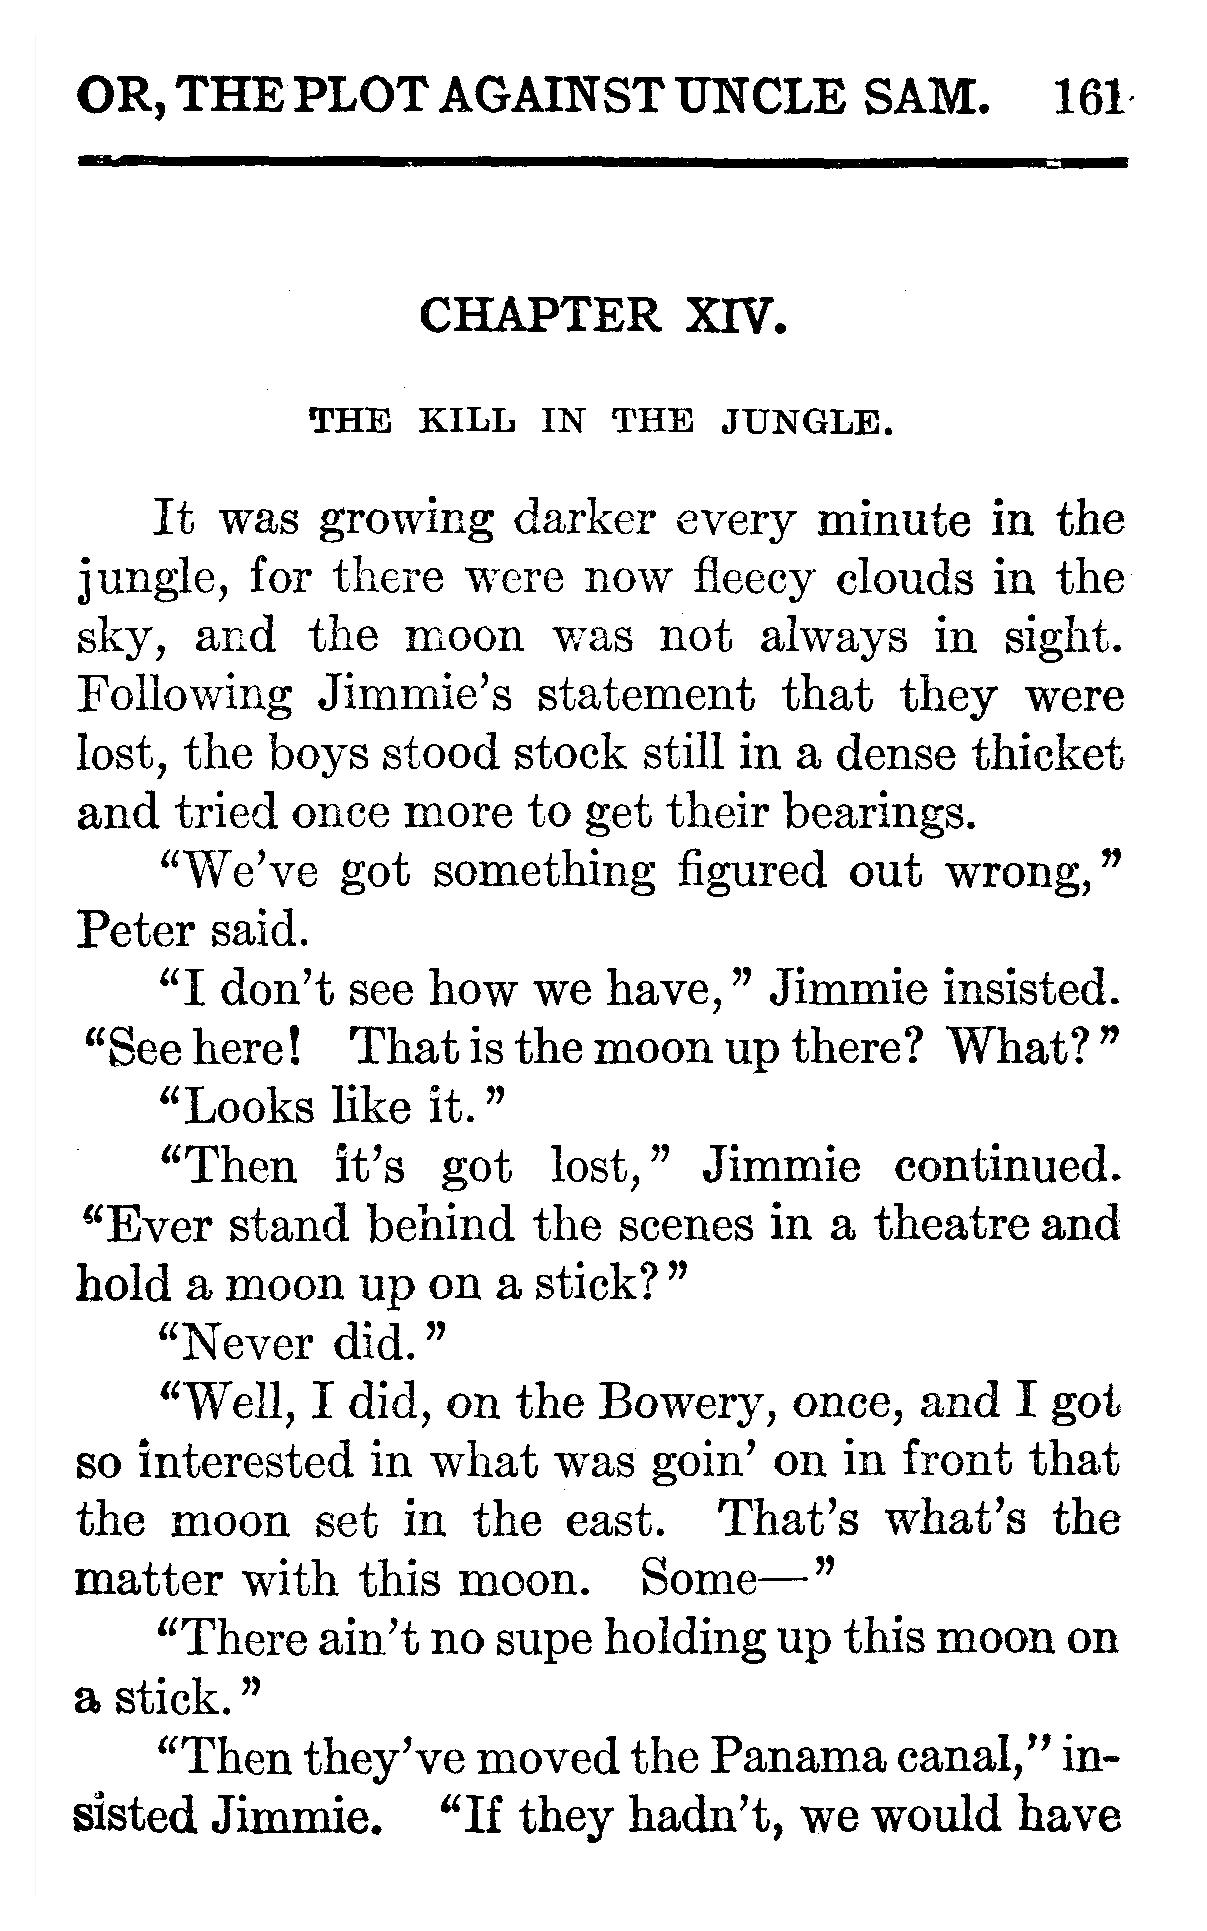 OR, THE PLOT AGAINST UNCLE SAM. 161
CHAPTER XIV.
THE KILL IN THE JUNGLE.
It was growing darker every minute in the
jungle, for there were now fleecy clouds in the
sky, and the moon was not always in sight.
Following Jimmie's statement that they were
lost, the boys stood stock still in a dense thicket
and tried once more to get their bearings.
“We've got something figured out wrong,”
Peter said.
“I don't see how we have,” Jimmie insisted.
“See here! That is the moon up there? What?”
“Looks like it.”
“Then it's got lost,” Jimmie continued.
“Ever stand behind the scenes in a theatre and
hold a moon up on a stick?”
“Never did.”
“Well, I did, on the Bowery, once, and I got
so interested in what was goin' on in front that
the moon set in the east. That's what's the
matter with this moon. Some—”
“There ain't no supe holding up this moon on
a stick.”
“Then they've moved the Panama canal,” in-
sisted Jimmie. “If they hadn't, we would have